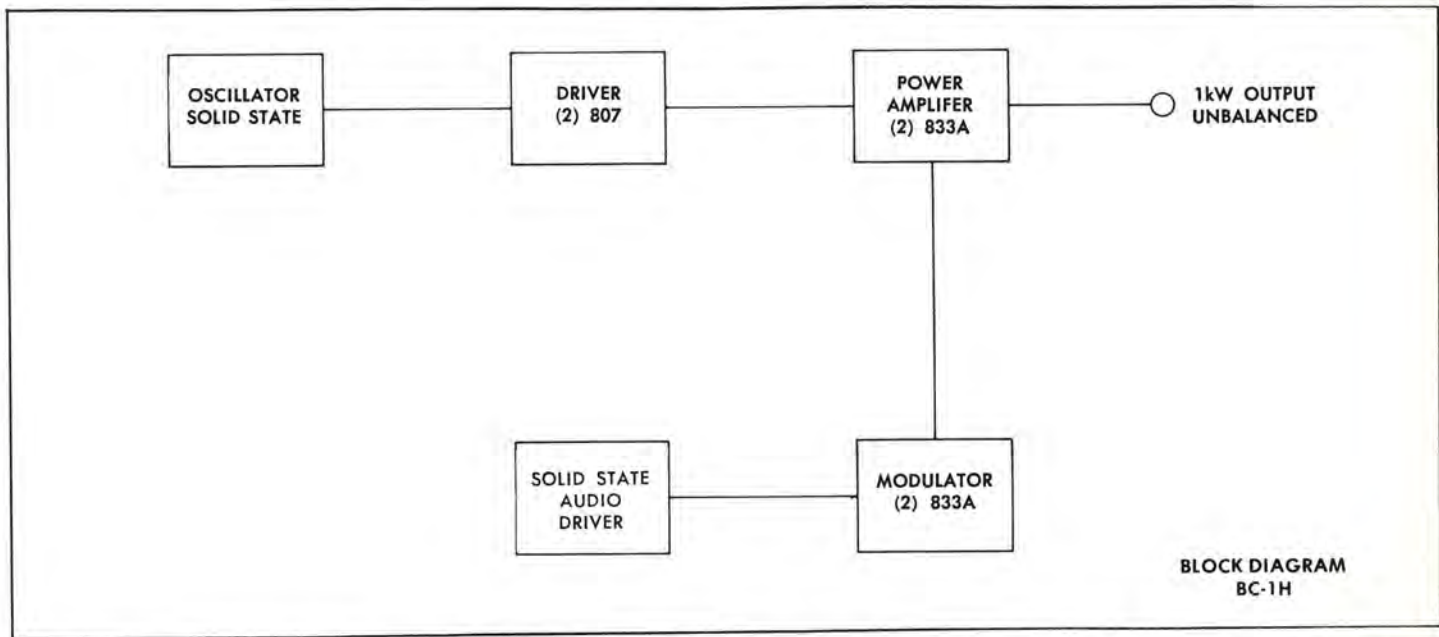 OSCILLATOR
SOLID STATE
DRIVER
(2) 807
POWER
AMPLIFER
(2) 833A
1kW OUTPUT
UNBALANCED
SOLID STATE
AUDIO
DRIVER
MODULATOR
(2) 833A
BLOCK DIAGRAM
BC-1H